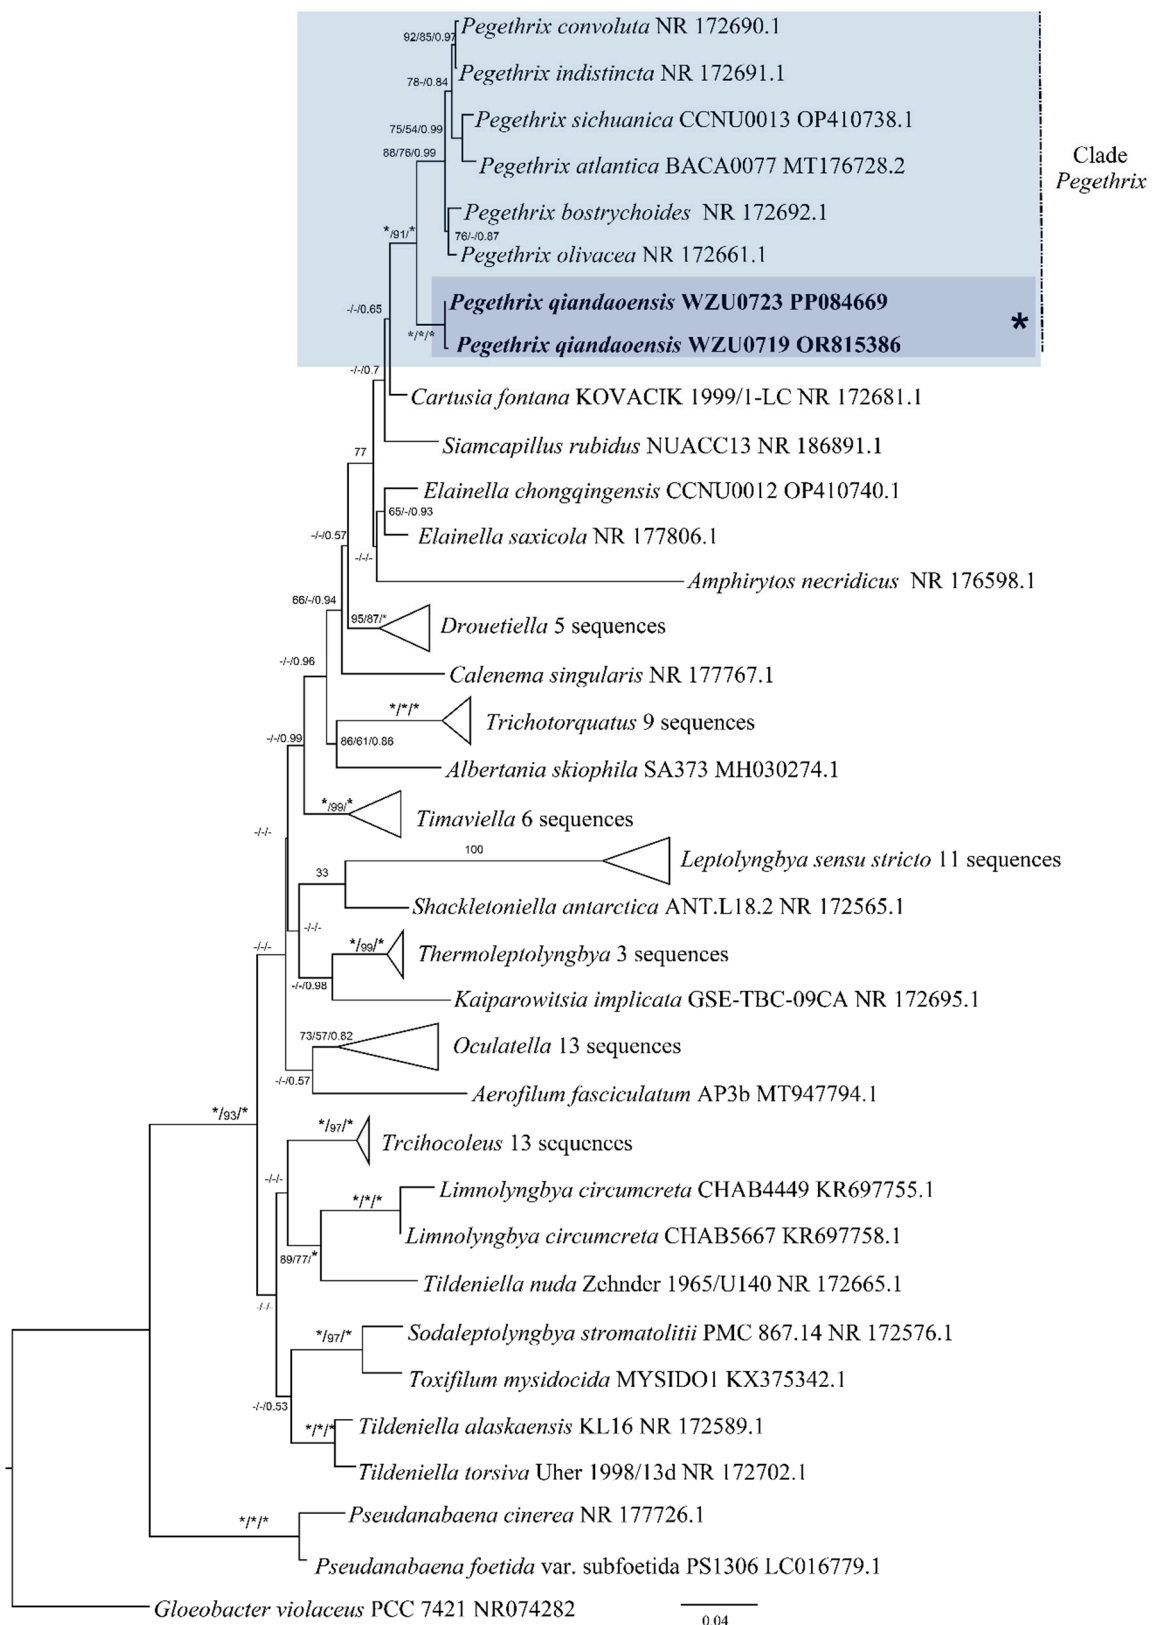 Pegethrix convoluta NR 172690.1
92/85/0.97
Pegethrix indistincta NR 172691.1
78-/0.84
Pegethrix sichuanica CCNU0013 OP410738.1
75/54/0.99
88/76/0.99
Pegethrix atlantica BACA0077 MT176728.2
Clade
Pegethrix
Pegethrix bostrychoides NR 172692.1
*/91/*
76/-/0.87
Pegethrix olivacea NR 172661.1
Pegethrix qiandaoensis WZU0723 PP084669
-/-/0.65
*
*/*/*
Pegethrix qiandaoensis WZU0719 OR815386
-/-/0.7
Cartusia fontana KOVACIK 1999/1-LC NR 172681.1
Siamcapillus rubidus NUACC13 NR 186891.1
77
Elainella chongqingensis CCNU0012 OP410740.1
65/-/0.93
-/-/0.57
Elainella saxicola NR 177806.1
-/-/-
Amphirytos necridicus NR 176598.1
66/-/0.94
95/87/*
Drouetiella 5 sequences
-/-/0.96
Calenema singularis NR 177767.1
*/*/*
Trichotorquatus 9 sequences
-/-/0.99
86/61/0.86
Albertania skiophila SA373 MH030274.1
*/99/*
Timaviella 6 sequences
-/-/-
100
Leptolyngbya sensu stricto 11 sequences
33
Shackletoniella antarctica ANT.L18.2 NR 172565.1
-/-/-
-/-/-
*/99/*
Thermoleptolyngbya 3 sequences
-/-/0.98
Kaiparowitsia implicata GSE-TBC-09CA NR 172695.1
73/57/0.82
Oculatella 13 sequences
-/-/0.57
Aerofilum fasciculatum AP3b MT947794.1
*/93/*
*/97/*
Trcihocoleus 13 sequences
-/-/-
*/*/*
Limnolyngbya circumcreta CHAB4449 KR697755.1
Limnolyngbya circumcreta CHAB5667 KR697758.1
89/77/*
Tildeniella nuda Zehnder 1965/U140 NR 172665.1
-/-/-
*/97/*
Sodaleptolyngbya stromatolitii PMC 867.14 NR 172576.1
Toxifilum mysidocida MYSIDO1 KX375342.1
-/-/0.53
*/*/*
Tildeniella alaskaensis KL16 NR 172589.1
Tildeniella torsiva Uher 1998/13d NR 172702.1
*/*/*
Pseudanabaena cinerea NR 177726.1
Pseudanabaena foetida var. subfoetida PS1306 LC016779.1
Gloeobacter violaceus PCC 7421 NR074282
0.04